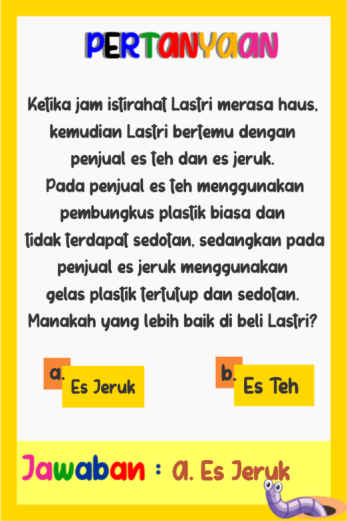 PERTANYAAN
Ketika jam istirahat Lastri merasa haus,
kemudian Lastri bertemu dengan
penjual es teh dan es jeruk.
Pada penjual es teh menggunakan
pembungkus plastik biasa dan
tidak terdapat sedotan, sedangkan pada
penjual es jeruk menggunakan
gelas plastik tertutup dan sedotan.
Manakah yang lebih baik di beli Lastri?
a. Es Jeruk
b. Es Teh
Jawaban : a. Es Jeruk